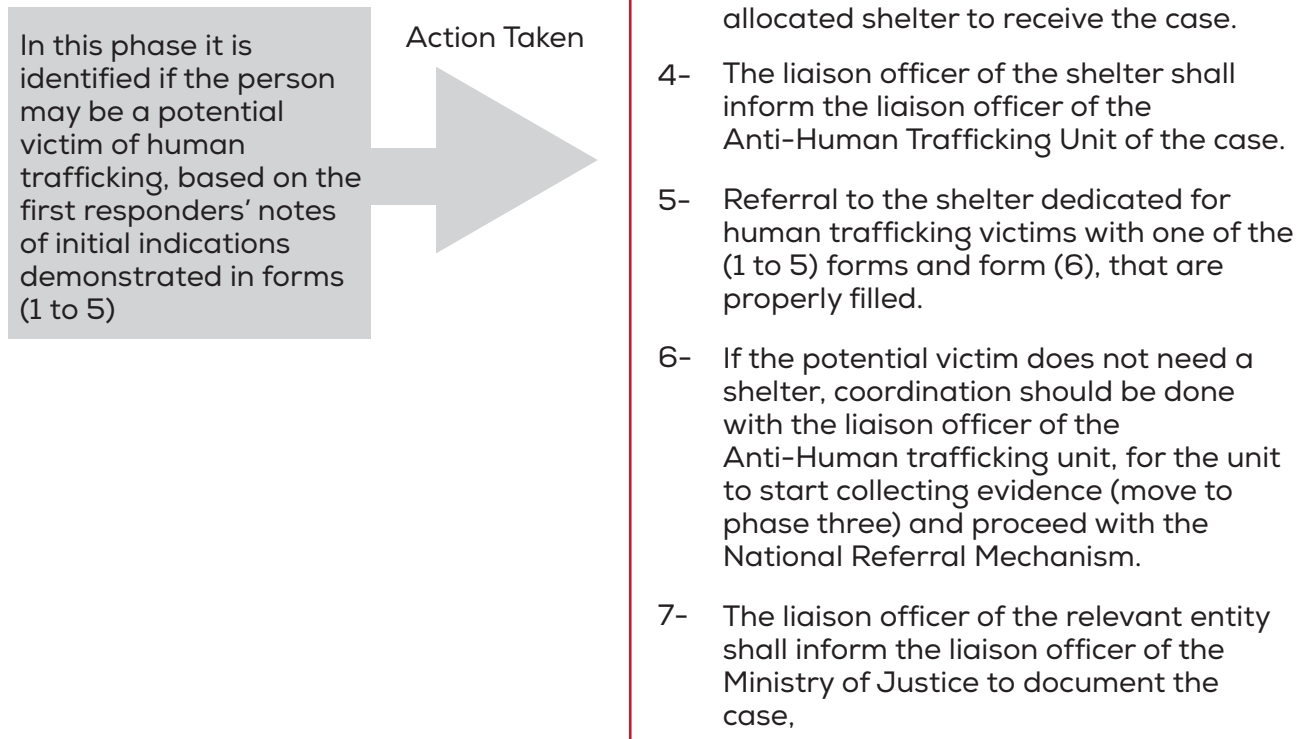 In this phase it is
identified if the person
may be a potential
victim of human
trafficking, based on the
first responders' notes
of initial indications
demonstrated in forms
(1 to 5)
Action Taken
allocated shelter to receive the case.
4- The liaison officer of the shelter shall
inform the liaison officer of the
Anti-Human Trafficking Unit of the case.
5- Referral to the shelter dedicated for
human trafficking victims with one of the
(1 to 5) forms and form (6), that are
properly filled.
6- If the potential victim does not need a
shelter, coordination should be done
with the liaison officer of the
Anti-Human trafficking unit, for the unit
to start collecting evidence (move to
phase three) and proceed with the
National Referral Mechanism.
7- The liaison officer of the relevant entity
shall inform the liaison officer of the
Ministry of Justice to document the
case,